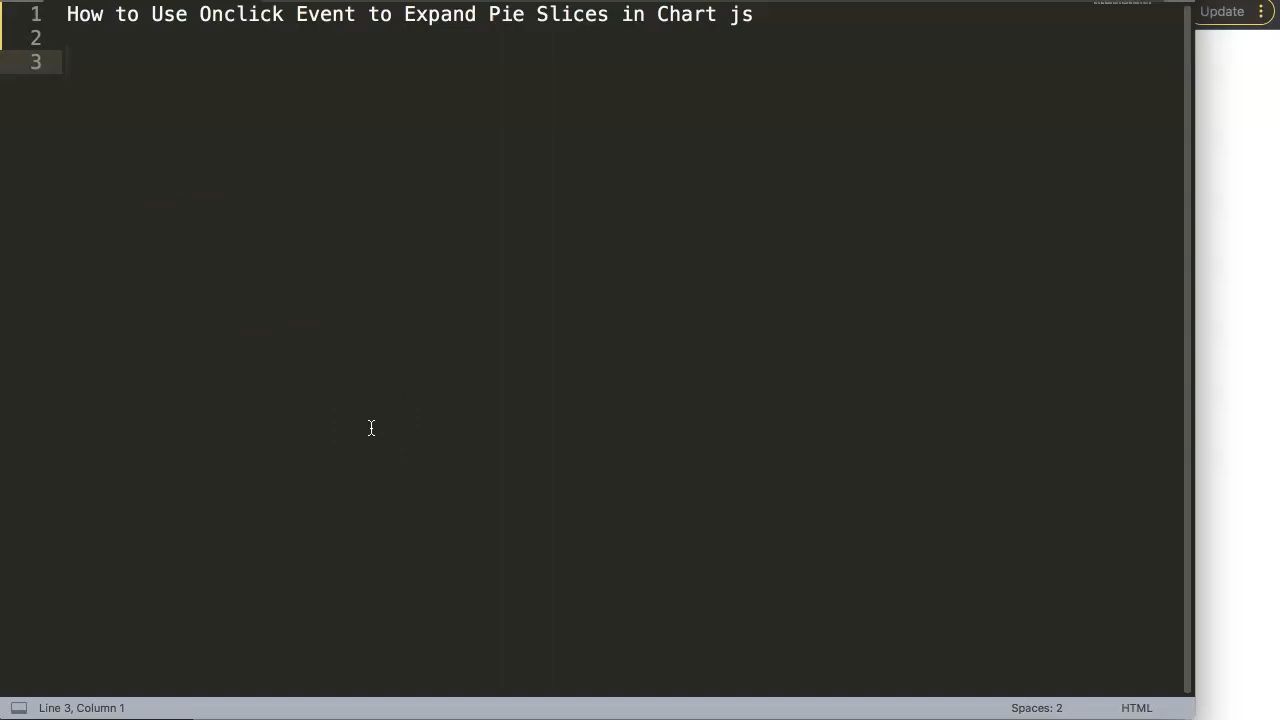 Update
1 How to Use Onclick Event to Expand Pie Slices in Chart js
2
3
Line 3, Column 1 Spaces: 2 HTML